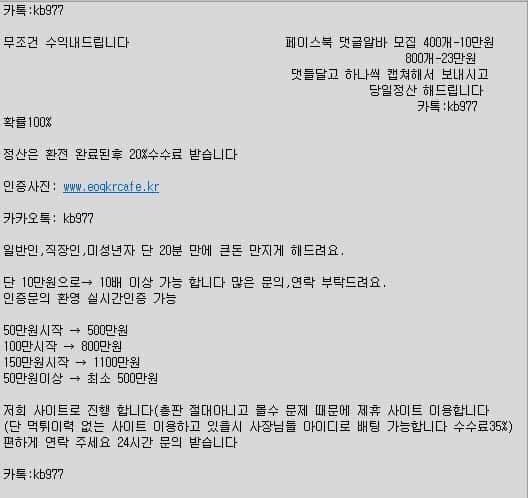 카톡:kb977
무조건 수익내드립니다
페이스북 댓글알바 모집 400개-10만원
800개-23만원
댓들달고 하나씩 캡쳐해서 보내시고
당일정산 해드립니다
카톡:kb977
확률100%
정산은 환전 완료된후 20%수수료 받습니다
인증사진: www.eoqkrcafe.kr
카카오톡: kb977
일반인,직장인,미성년자 단 20분 만에 큰돈 만지게 해드려요.
단 10만원으로→ 10배 이상 가능 합니다 많은 문의,연락 부탁드려요.
인증문의 환영 실시간인증 가능
50만원시작 → 500만원
100만시작 → 800만원
150만원시작 → 1100만원
50만원이상 → 최소 500만원
저희 사이트로 진행 합니다(총판 절대아니고 몰수 문제 때문에 제휴 사이트 이용합니다
(단 먹튀이력 없는 사이트 이용하고 있을시 사장님들 아이디로 배팅 가능합니다 수수료35%)
편하게 연락 주세요 24시간 문의 받습니다
카톡:kb977